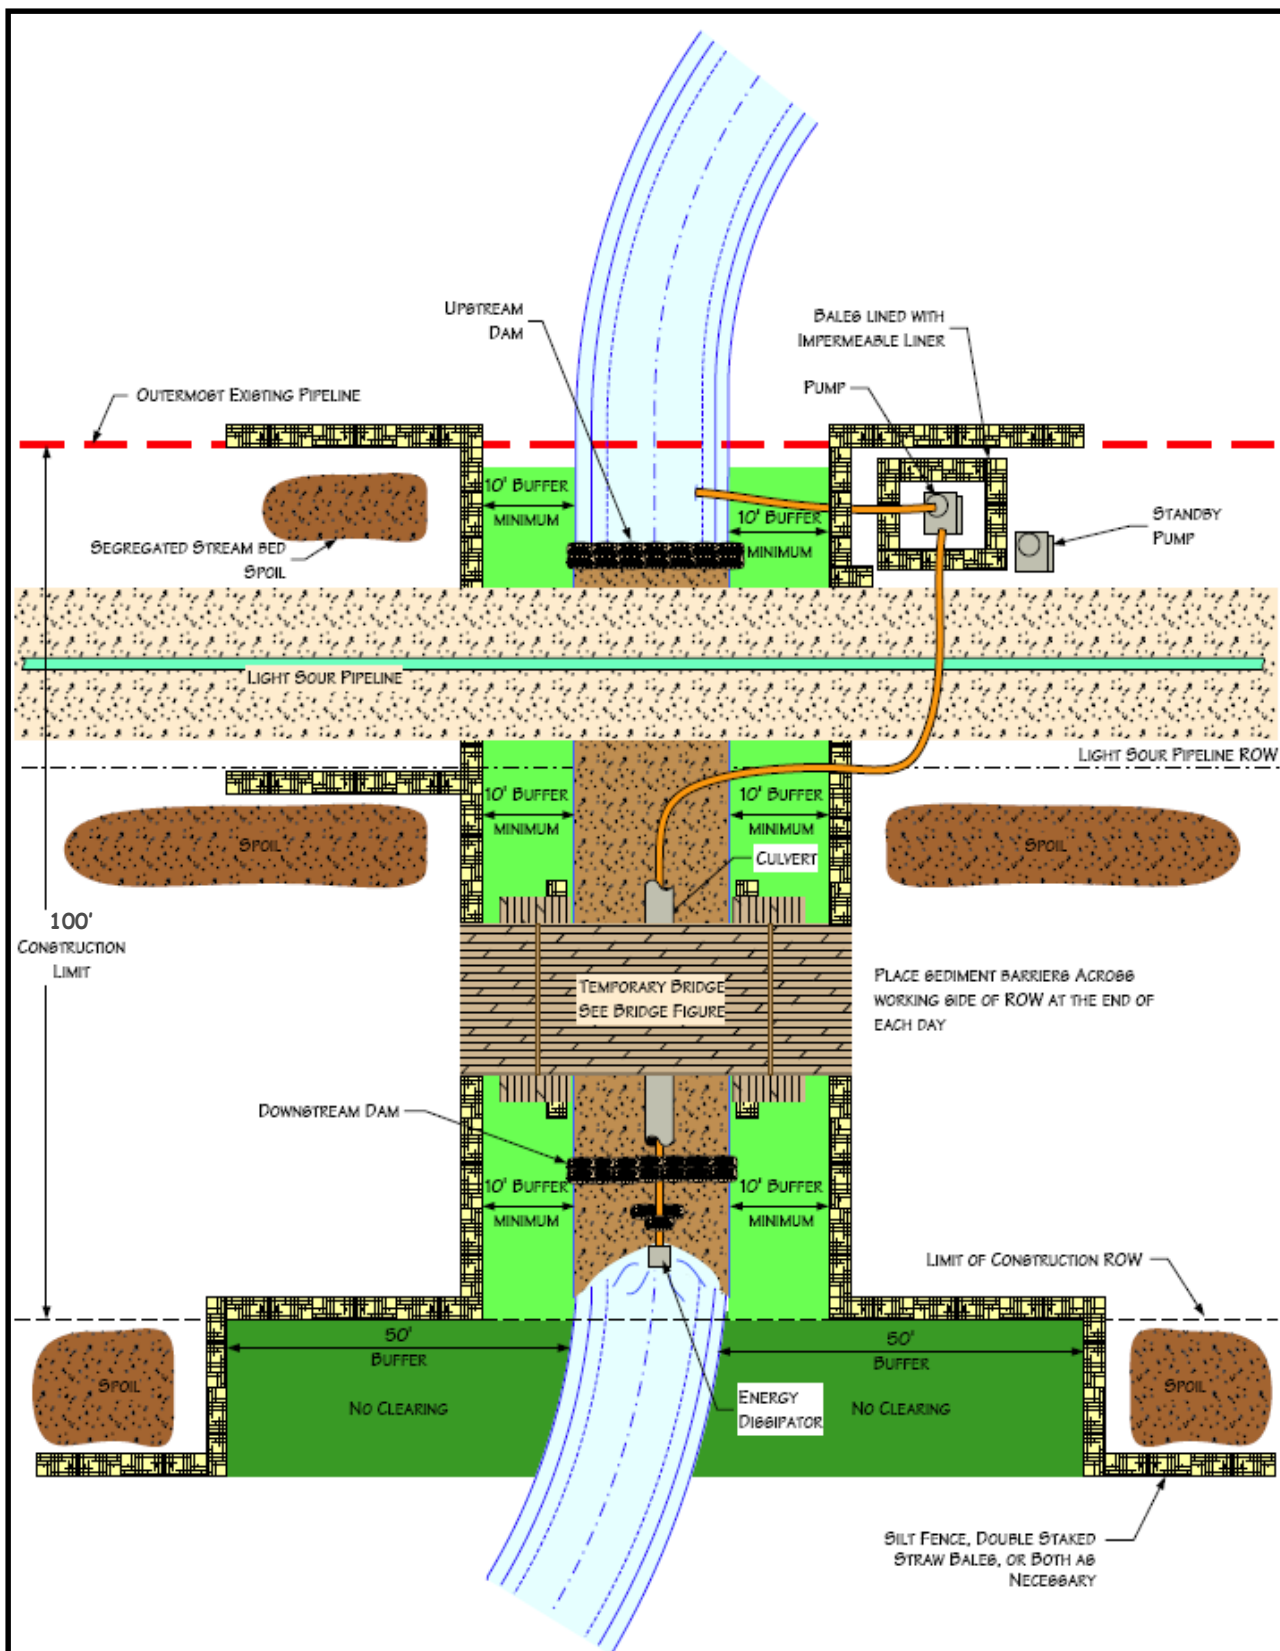 UPSTREAM
DAM
BALES LINED WITH
IMPERMEABLE LINER
PUMP
OUTERMOST EXISTING PIPELINE
10' BUFFER
MINIMUM
10' BUFFER
MINIMUM
STANDBY
PUMP
SEGREGATED STREAM BED
SPOIL
LIGHT SOUR PIPELINE
LIGHT SOUR PIPELINE ROW
10' BUFFER
MINIMUM
10' BUFFER
MINIMUM
SPOIL
SPOIL
CULVERT
100'
CONSTRUCTION
LIMIT
TEMPORARY BRIDGE
SEE BRIDGE FIGURE
PLACE SEDIMENT BARRIERS ACROSS
WORKING SIDE OF ROW AT THE END OF
EACH DAY
DOWNSTREAM DAM
10' BUFFER
MINIMUM
10' BUFFER
MINIMUM
LIMIT OF CONSTRUCTION ROW
50'
BUFFER
50'
BUFFER
SPOIL
SPOIL
NO CLEARING
NO CLEARING
ENERGY
DISSIPATOR
SILT FENCE, DOUBLE STAKED
STRAW BALES, OR BOTH AS
NECESSARY